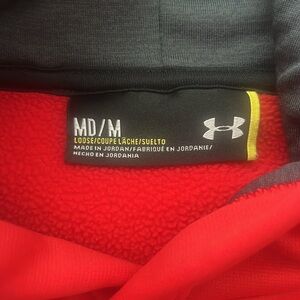 MD/M
LOOSE/COUPE LÂCHE/SUELTO
MADE IN JORDAN/FABRIQUÉ EN JORDANIE/
HECHO EN JORDANIA